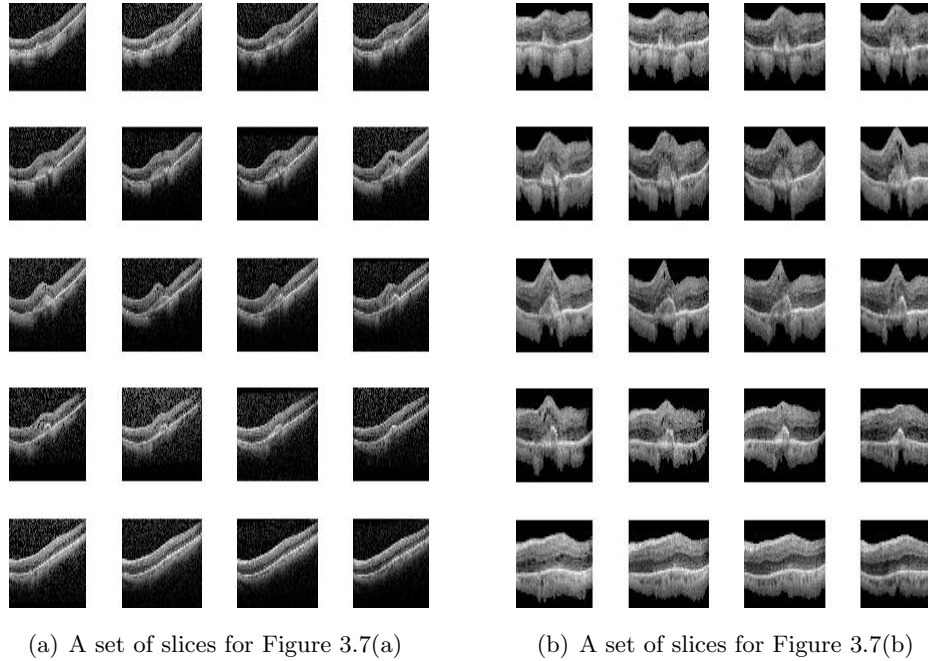 (a) A set of slices for Figure 3.7(a)
(b) A set of slices for Figure 3.7(b)